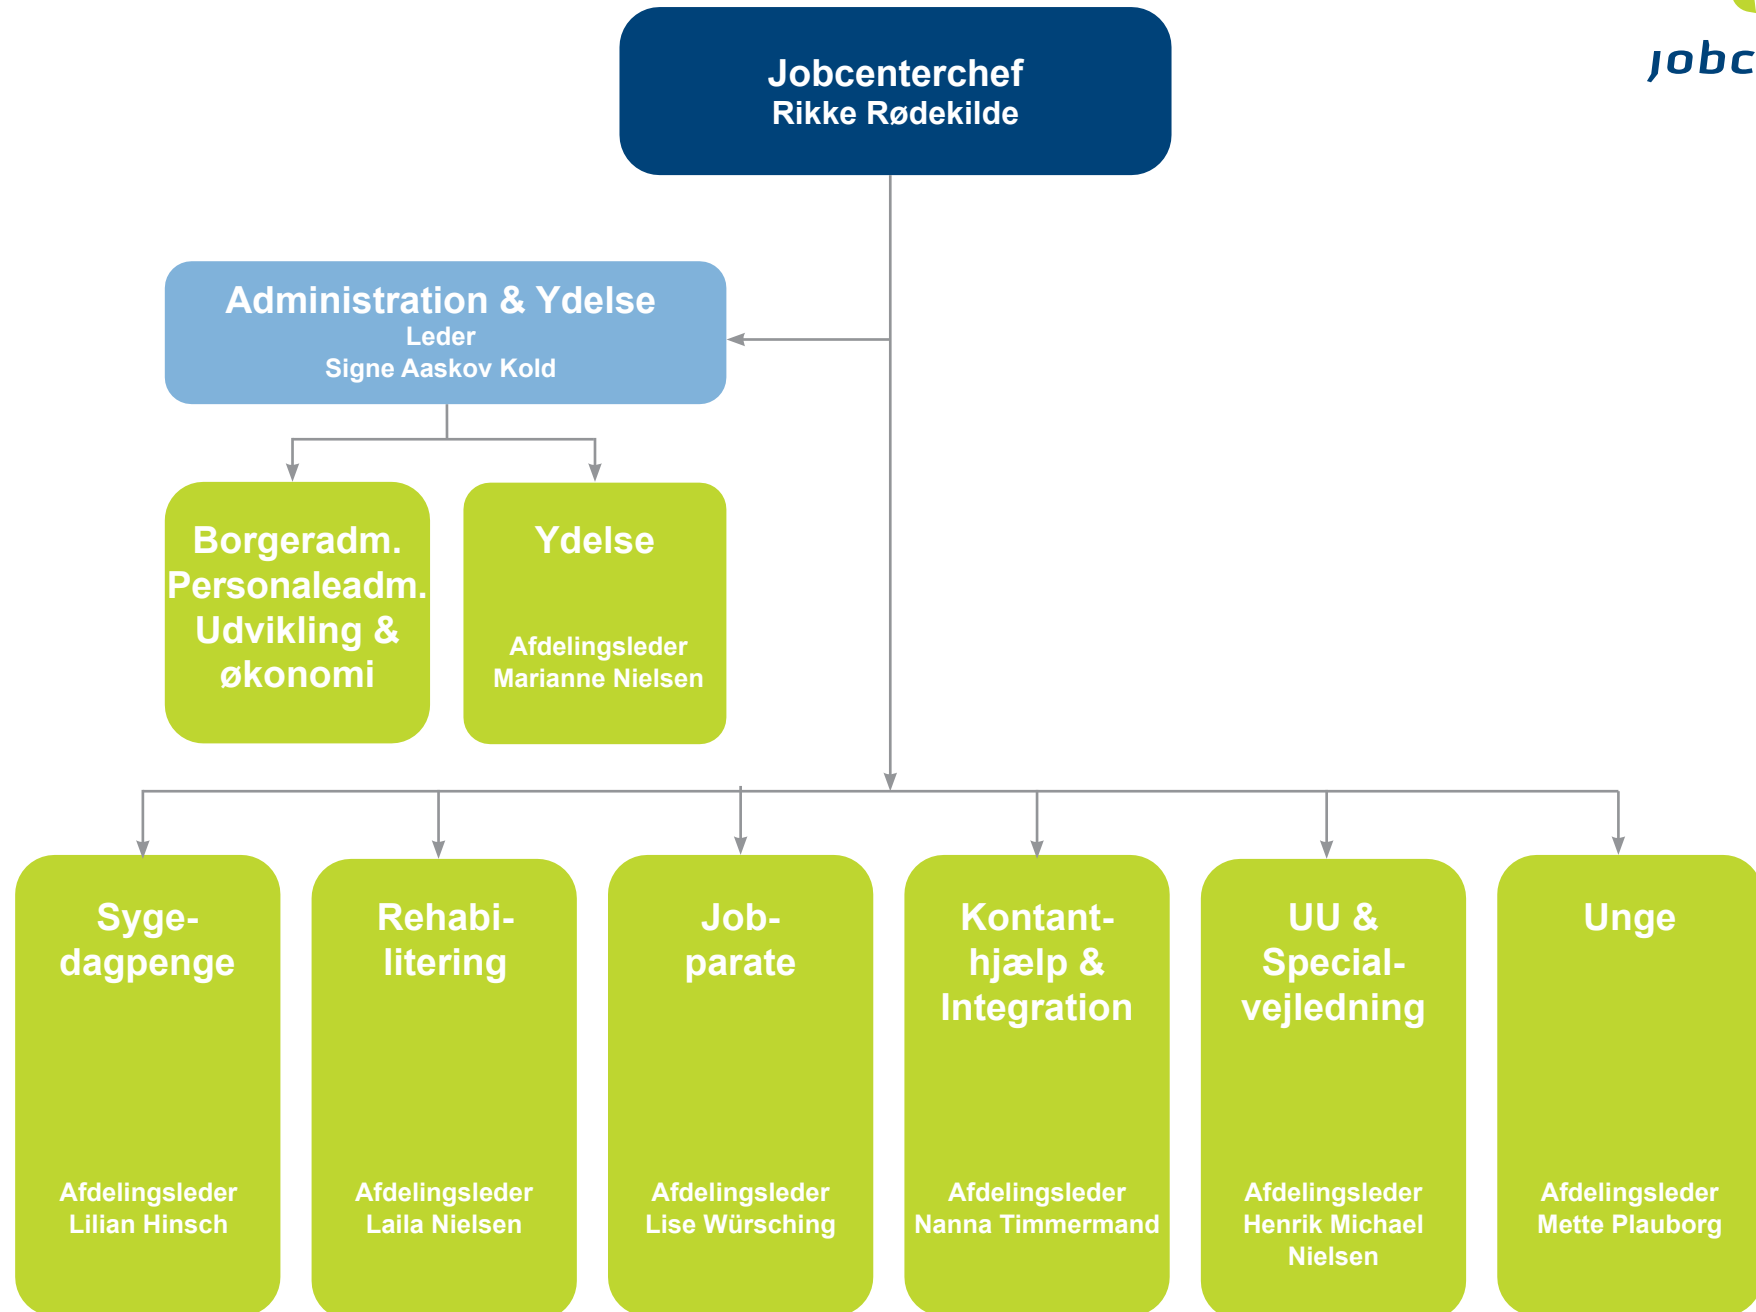 jobc
Jobcenterchef
Rikke Rødekilde
Administration & Ydelse
Leder
Signe Aaskov Kold
Borgeradm.
Personaleadm.
Udvikling &
økonomi
Ydelse
Afdelingsleder
Marianne Nielsen
Syge-
dagpenge
Afdelingsleder
Lilian Hinsch
Rehabi-
litering
Afdelingsleder
Laila Nielsen
Job-
parate
Afdelingsleder
Lise Würsching
Kontant-
hjælp &
Integration
Afdelingsleder
Nanna Timmermand
UU &
Special-
vejledning
Afdelingsleder
Henrik Michael
Nielsen
Unge
Afdelingsleder
Mette Plauborg